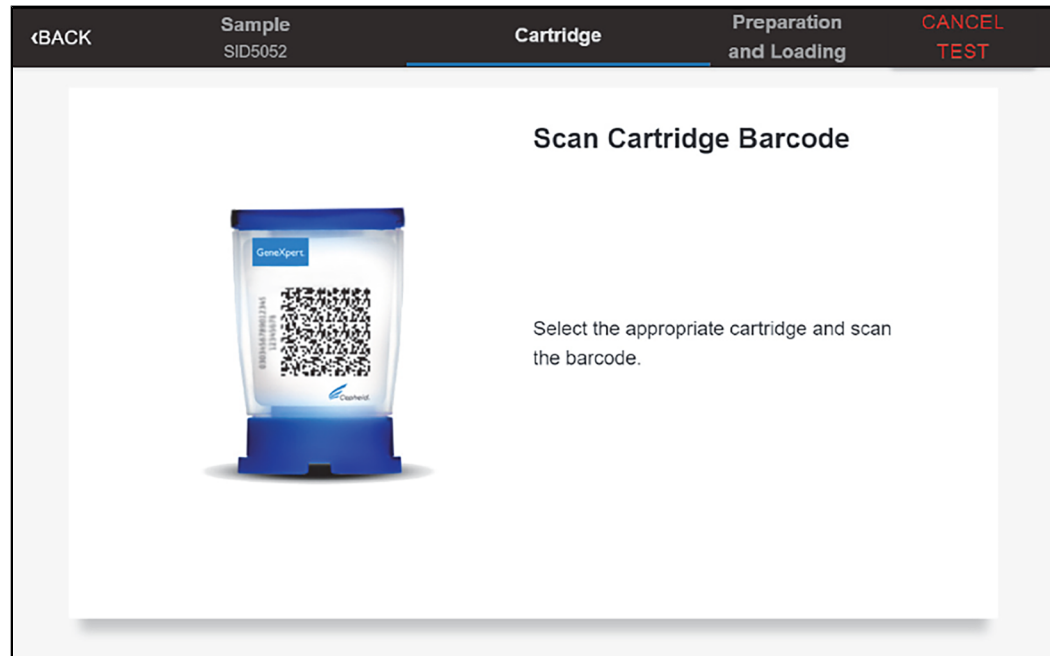 ‹BACK
Sample
SID5052
Cartridge
Preparation
and Loading
CANCEL
TEST
Scan Cartridge Barcode
GeneXpert.
12345678
Cepheid.
Select the appropriate cartridge and scan
the barcode.